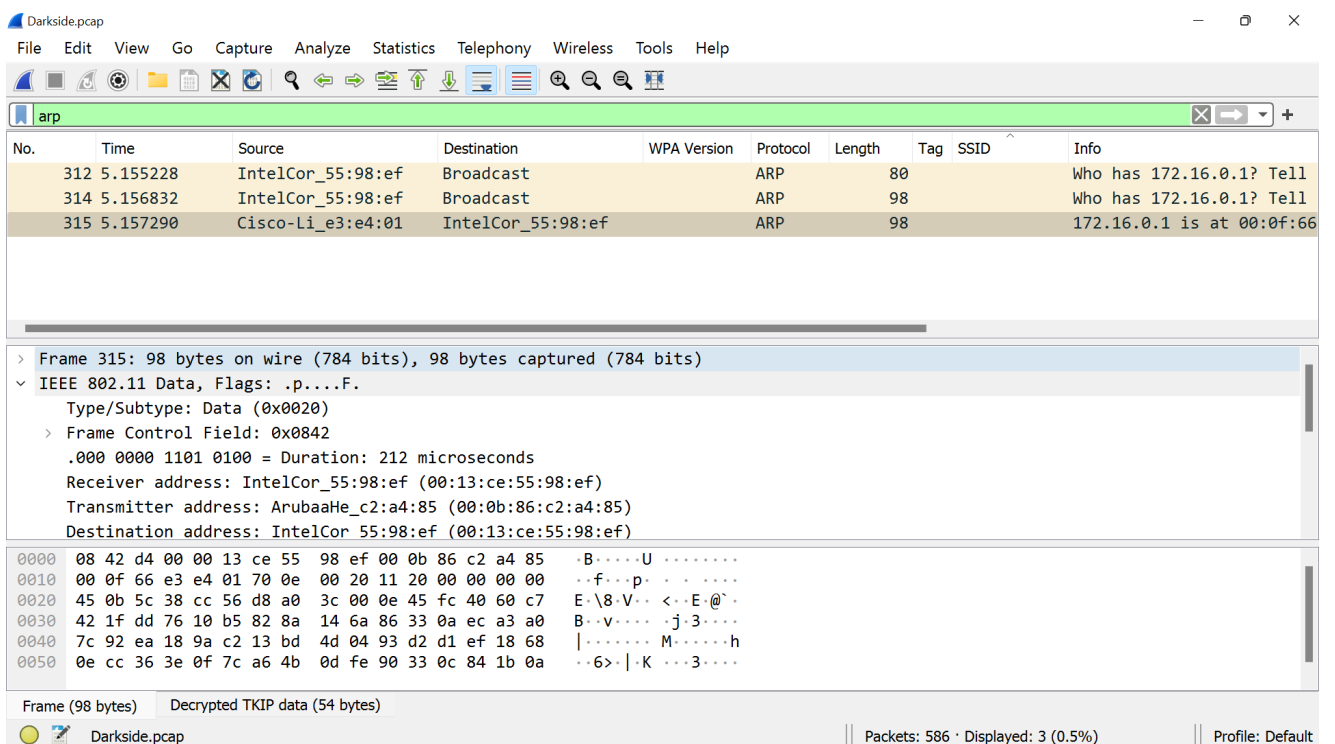 Darkside.pcap
File Edit View Go Capture Analyze Statistics Telephony Wireless Tools Help
arp
No. Time Source Destination WPA Version Protocol Length Tag SSID Info
312 5.155228 IntelCor_55:98:ef Broadcast ARP 80 Who has 172.16.0.1? Tell
314 5.156832 IntelCor_55:98:ef Broadcast ARP 98 Who has 172.16.0.1? Tell
315 5.157290 Cisco-Li_e3:e4:01 IntelCor_55:98:ef ARP 98 172.16.0.1 is at 00:0f:66
Frame 315: 98 bytes on wire (784 bits), 98 bytes captured (784 bits)
IEEE 802.11 Data, Flags: .p....F.
Type/Subtype: Data (0x0020)
Frame Control Field: 0x0842
.000 0000 1101 0100 = Duration: 212 microseconds
Receiver address: IntelCor_55:98:ef (00:13:ce:55:98:ef)
Transmitter address: ArubaaHe_c2:a4:85 (00:0b:86:c2:a4:85)
Destination address: IntelCor_55:98:ef (00:13:ce:55:98:ef)
0000 08 42 d4 00 00 13 ce 55 98 ef 00 0b 86 c2 a4 85 ·B·····U ········
0010 00 0f 66 e3 e4 01 70 0e 00 20 11 20 00 00 00 00 ··f···p· · · ····
0020 45 0b 5c 38 cc 56 d8 a0 3c 00 0e 45 fc 40 60 c7 E·\8·V·· <··E·@`·
0030 42 1f dd 76 10 b5 82 8a 14 6a 86 33 0a ec a3 a0 B··v···· ·j·3····
0040 7c 92 ea 18 9a c2 13 bd 4d 04 93 d2 d1 ef 18 68 |······· M······h
0050 0e cc 36 3e 0f 7c a6 4b 0d fe 90 33 0c 84 1b 0a ··6>·|·K ···3····
Frame (98 bytes) Decrypted TKIP data (54 bytes)
Darkside.pcap Packets: 586 · Displayed: 3 (0.5%) Profile: Default